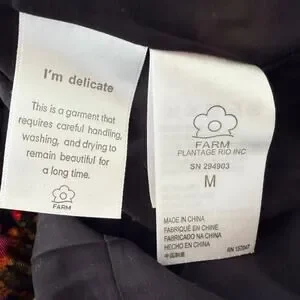 I'm delicate
This is a garment that
requires careful handling,
washing, and drying to
remain beautiful for
a long time.
FARM
FARM
PLANTAGE RIO INC
SN 294903
M
MADE IN CHINA
FABRIQUÉ EN CHINE
FABRICADO NA CHINA
HECHO EN CHINA
中国制造